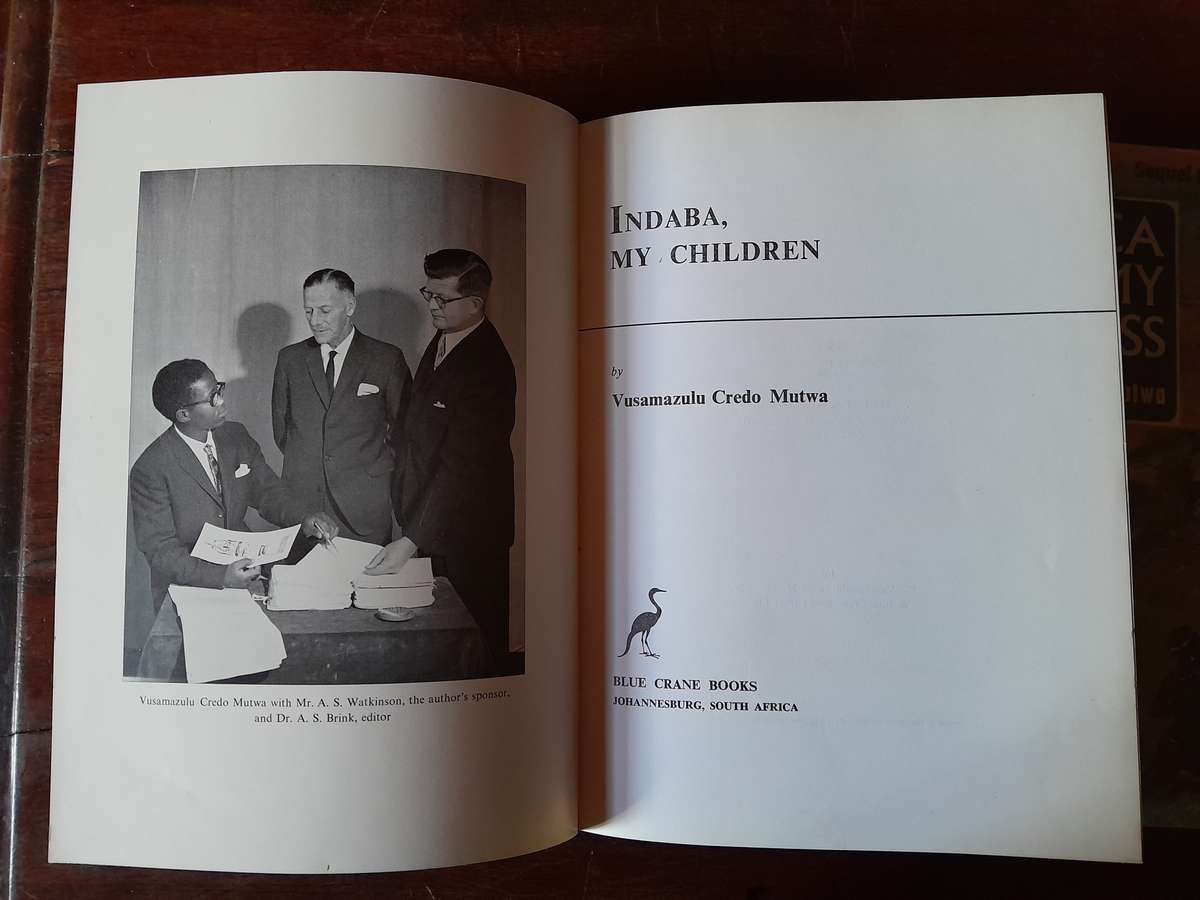 Vusamazulu Credo Mutwa with Mr. A. S. Watkinson, the author's sponsor,
and Dr. A. S. Brink, editor
INDABA,
MY CHILDREN
by
Vusamazulu Credo Mutwa
BLUE CRANE BOOKS
JOHANNESBURG, SOUTH AFRICA